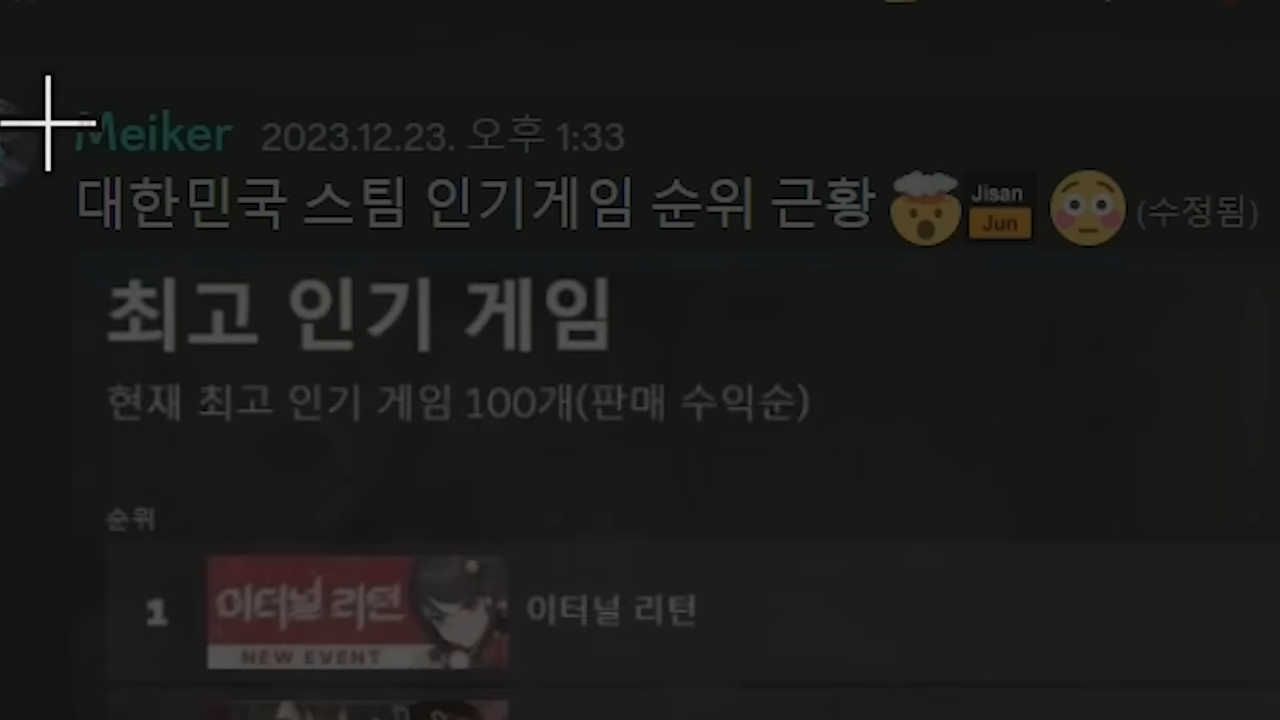 Meiker 2023.12.23. 오후 1:33
대한민국 스팀 인기게임 순위 근황 Jisan Jun (수정됨)
최고 인기 게임
현재 최고 인기 게임 100개(판매 수익순)
순위
1 이터널 리턴 이터널 리턴
NEW EVENT